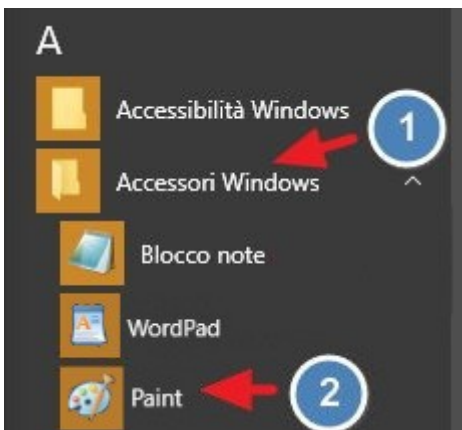 A
Accessibilità Windows
1
Accessori Windows
Blocco note
WordPad
Paint
2